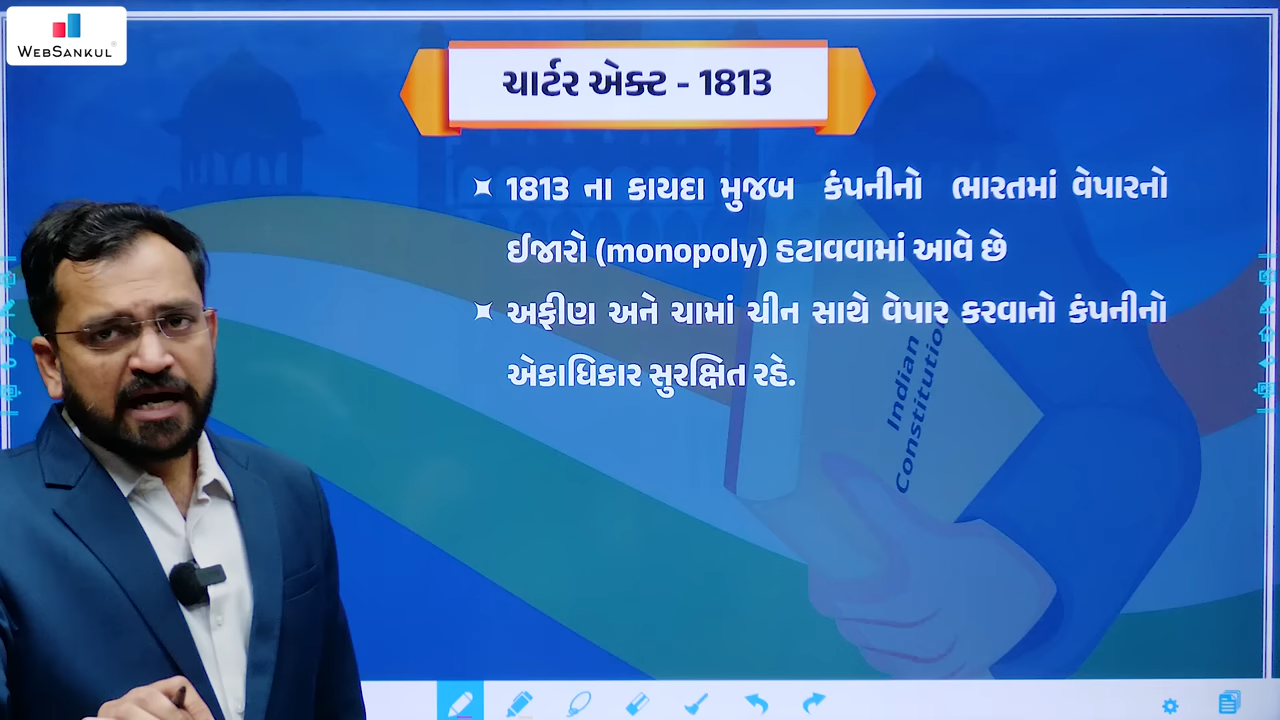 WEBSANKUL
ચાર્ટર એક્ટ - 1813
1813 ના કાયદા મુજબ કંપનીનો ભારતમાં વેપારનો
ઈજારો (monopoly) હટાવવામાં આવે છે
અફીણ અને ચામાં ચીન સાથે વેપાર કરવાનો કંપનીનો
એકાધિકાર સુરક્ષિત રહે.
Indian
Constitution